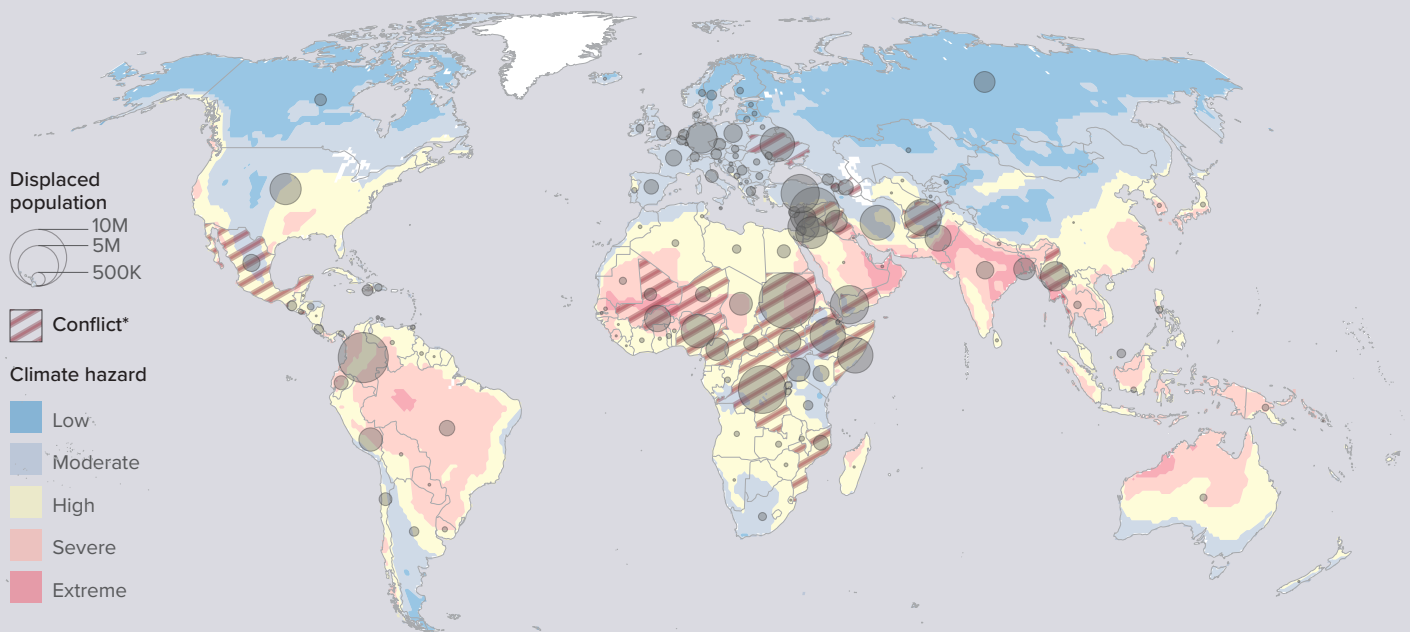 Displaced
population
10M
5M
500K
Conflict*
Climate hazard
Low
Moderate
High
Severe
Extreme